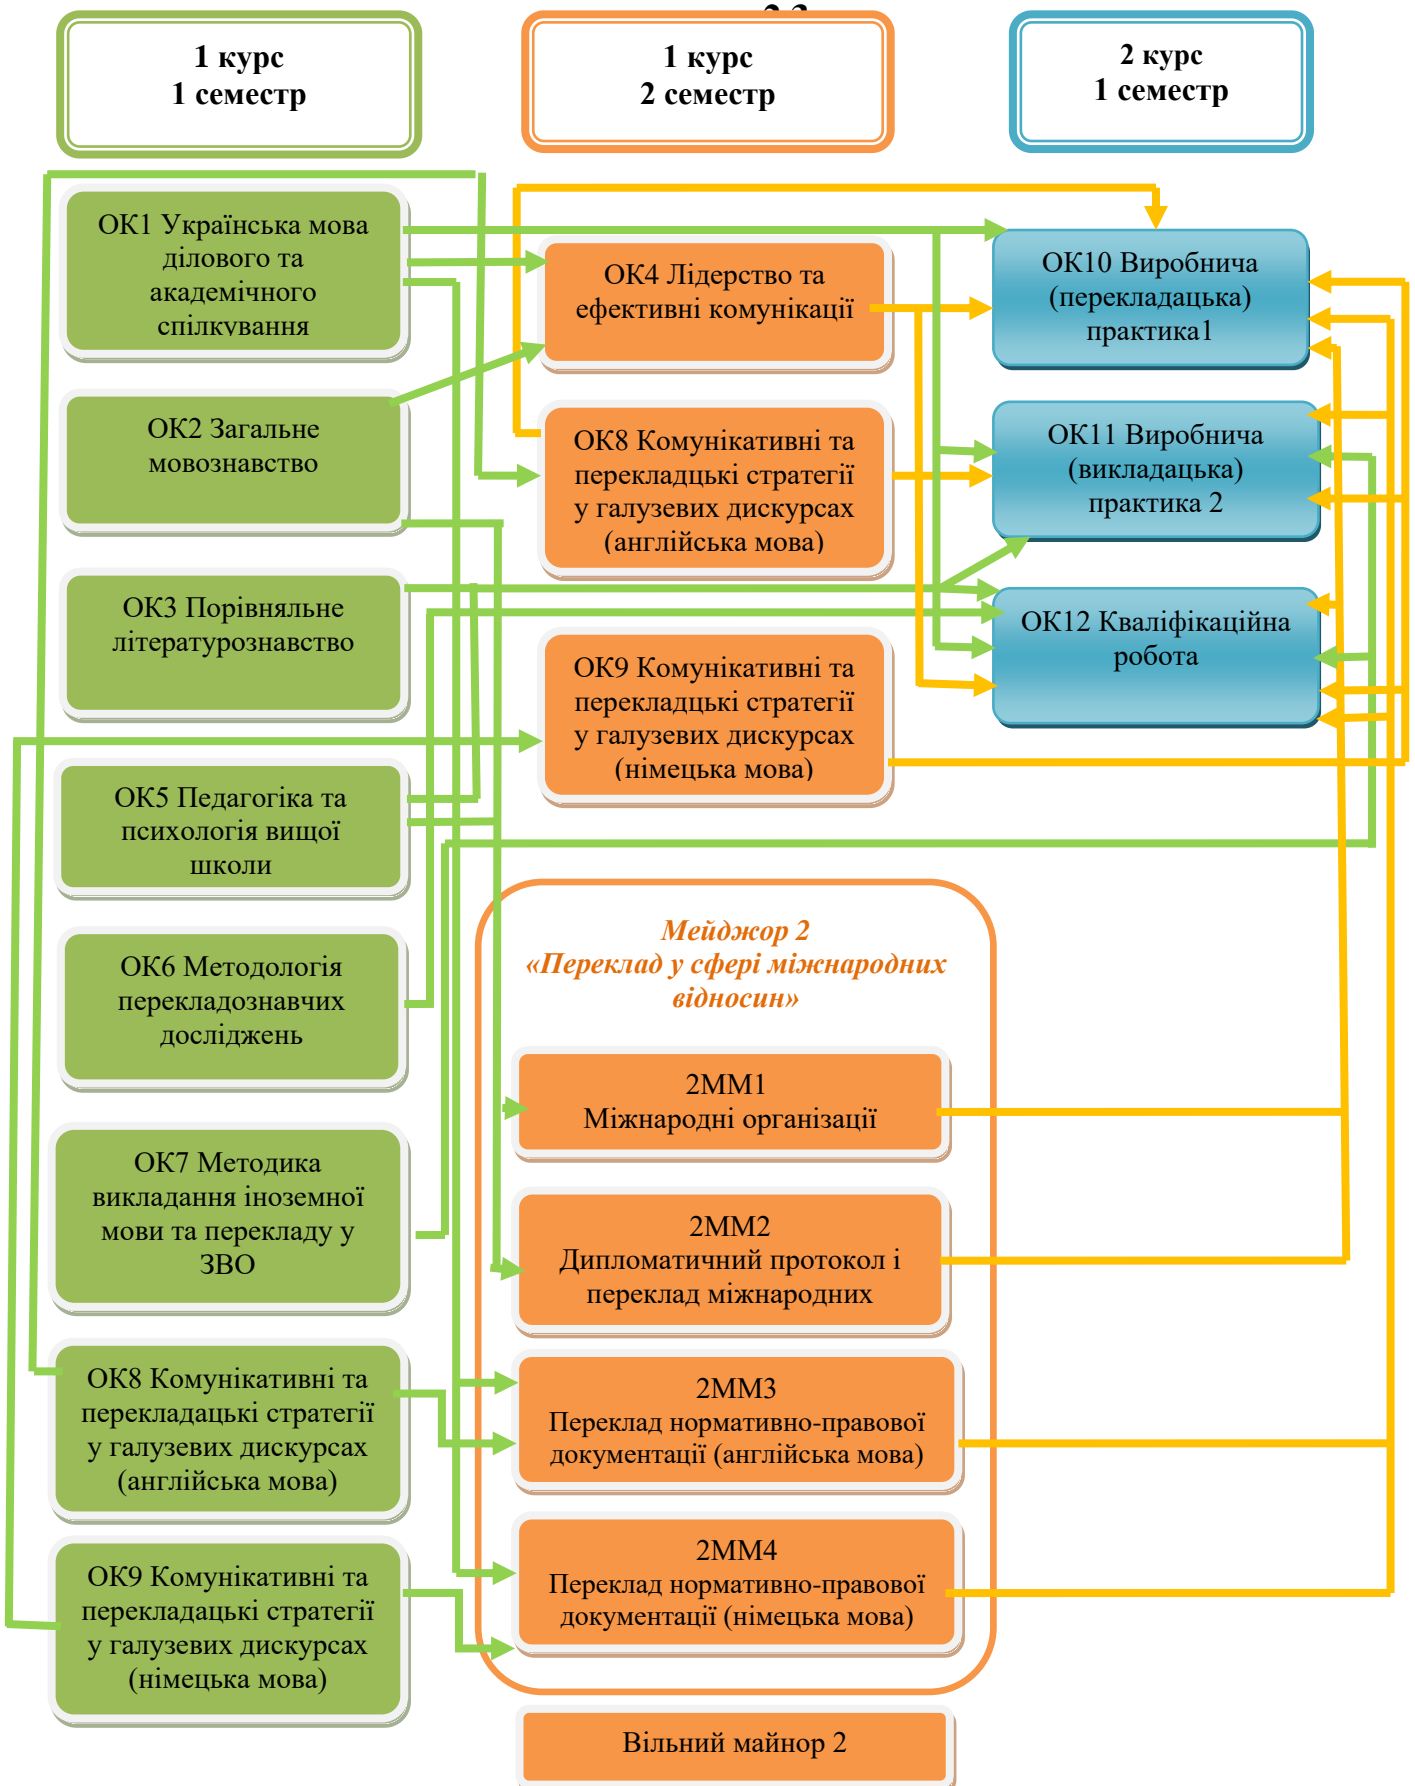 1 курс
1 семестр
1 курс
2 семестр
2 курс
1 семестр
ОК1 Українська мова
ділового та
академічного
спілкування
ОК2 Загальне
мовознавство
ОК3 Порівняльне
літературознавство
ОК5 Педагогіка та
психологія вищої
школи
ОК6 Методологія
перекладознавчих
досліджень
ОК7 Методика
викладання іноземної
мови та перекладу у
ЗВО
ОК8 Комунікативні та
перекладацькі стратегії
у галузевих дискурсах
(англійська мова)
ОК9 Комунікативні та
перекладацькі стратегії
у галузевих дискурсах
(німецька мова)
ОК4 Лідерство та
ефективні комунікації
ОК8 Комунікативні та
перекладцькі стратегії
у галузевих дискурсах
(англійська мова)
ОК9 Комунікативні та
перекладцькі стратегії
у галузевих дискурсах
(німецька мова)
Мейджор 2
«Переклад у сфері міжнародних
відносин»
2ММ1
Міжнародні організації
2ММ2
Дипломатичний протокол і
переклад міжнародних
2ММ3
Переклад нормативно-правової
документації (англійська мова)
2ММ4
Переклад нормативно-правової
документації (німецька мова)
Вільний майнор 2
ОК10 Виробнича
(перекладацька)
практика1
ОК11 Виробнича
(викладацька)
практика 2
ОК12 Кваліфікаційна
робота